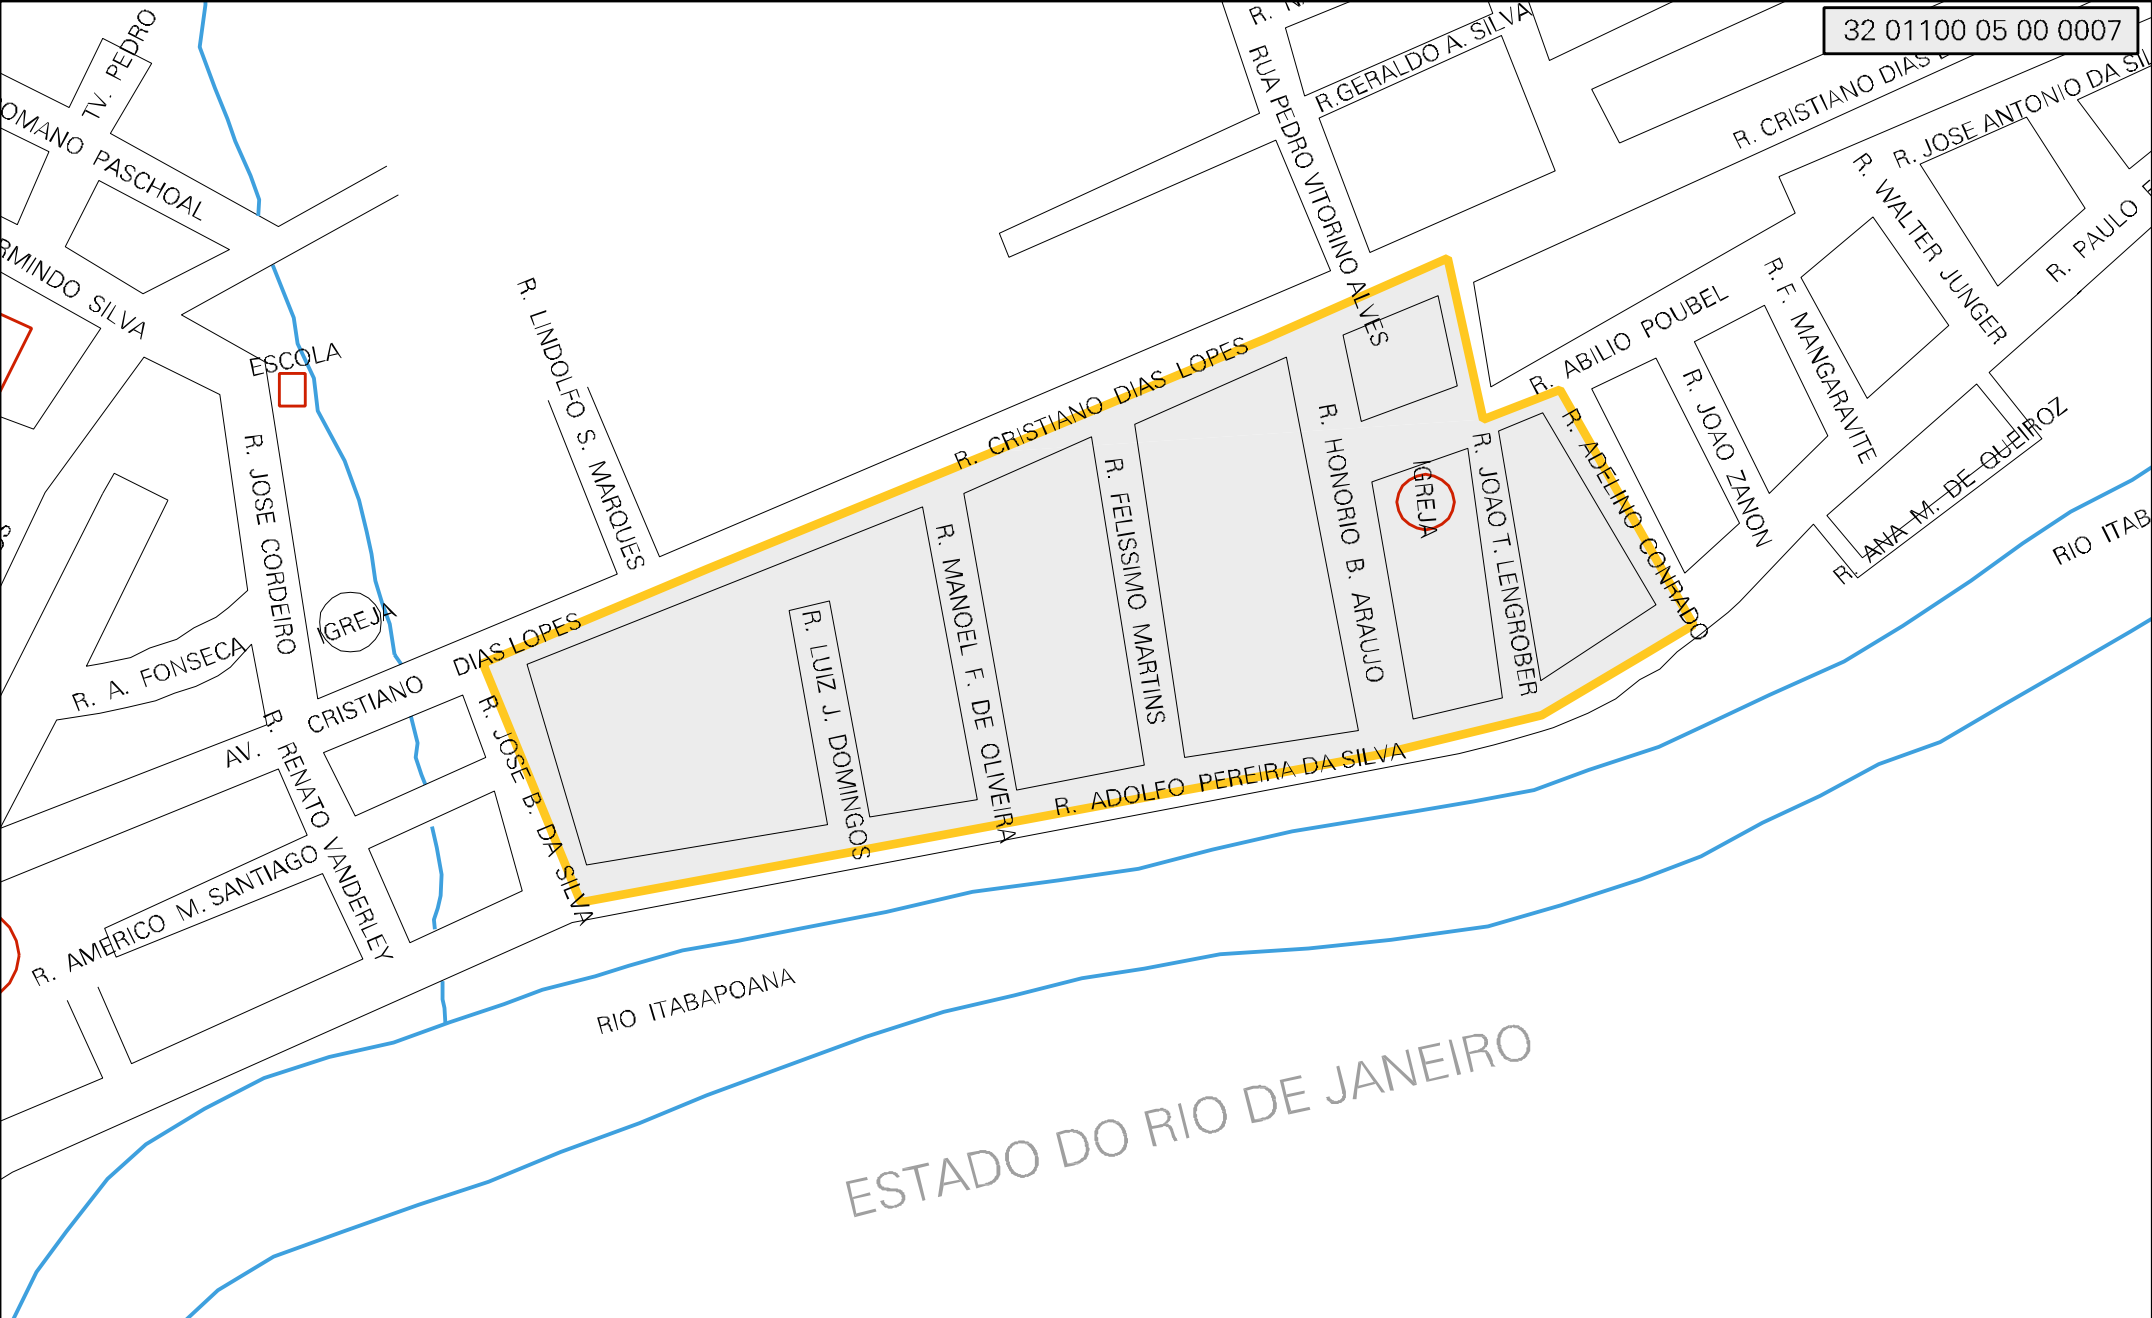 32 01100 05 00 0007
TV. PEDRO
OMANO PASCHOAL
RMINDO SILVA
ESCOLA
R. JOSE CORDEIRO
IGREJA
R. A. FONSECA
AV. CRISTIANO DIAS LOPES
R. RENATO VANDERLEY
R. AMERICO M. SANTIAGO
R. LINDOLFO S. MARQUES
R. JOSE B. DA SILVA
R. CRISTIANO DIAS LOPES
R. LUIZ J. DOMINGOS
R. MANOEL F. DE OLIVEIRA
R. FELISSIMO MARTINS
R. HONORIO B. ARAUJO
IGREJA
R. JOAO T. LENGROBER
R. ADELINO CONRADO
R. ADOLFO PEREIRA DA SILVA
RUA PEDRO VITORINO ALVES
R.GERALDO A. SILVA
R. CRISTIANO DIAS
R. JOSE ANTONIO DA SIL
R. WALTER JUNGER
R. PAULO
R. ABILIO POUBEL
R. F. MANGARAVITE
R. JOAO ZANON
R. ANA M. DE QUEIROZ
RIO ITAB
RIO ITABAPOANA
ESTADO DO RIO DE JANEIRO